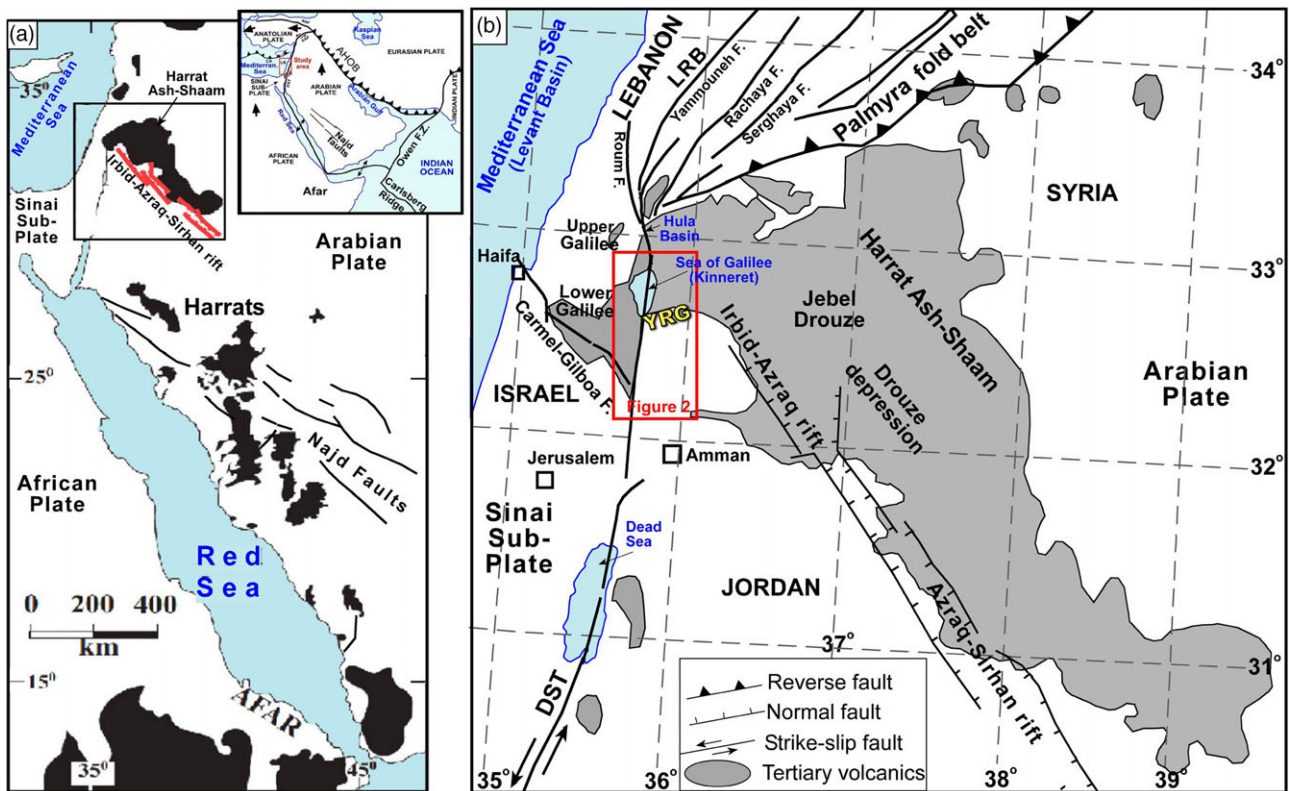 (a)
Mediterranean
Sea
35°
Harrat
Ash-Shaam
Irbid-Azraq-Sirhan rift
Sinai
Sub-
Plate
Arabian
Plate
Harrats
25°
Najd Faults
African
Plate
Red
Sea
0 200 400
km
15°
AFAR
35°
45°
ANATOLIAN
PLATE
Caspian
Sea
EURASIAN PLATE
AHOB
Mediterran.
Sea
Study
area
SINAI
SUB-
PLATE
ARABIAN
PLATE
Arabian Gulf
INDIAN PLATE
Red Sea
Najd
Faults
Owen F.Z.
AFRICAN
PLATE
INDIAN
OCEAN
Afar
Carlsberg
Ridge
(b)
Mediterranean Sea
(Levant Basin)
LEBANON
LRB
Yammouneh F.
Rachaya F.
Serghaya F.
Roum F.
Palmyra fold belt
34°
SYRIA
Upper
Galilee
Hula
Basin
Haifa
Sea of Galilee
(Kinneret)
33°
Lower
Galilee
YRG
Carmel-Gilboa F.
Jebel
Drouze
Harrat Ash-Shaam
Irbid-Azraq rift
Drouze
depression
Arabian
Plate
ISRAEL
Figure 2
Jerusalem
Amman
32°
Sinai
Sub-
Plate
Dead
Sea
JORDAN
Azraq-Sirhan rift
37°
31°
DST
Reverse fault
Normal fault
Strike-slip fault
Tertiary volcanics
35°
36°
38°
39°